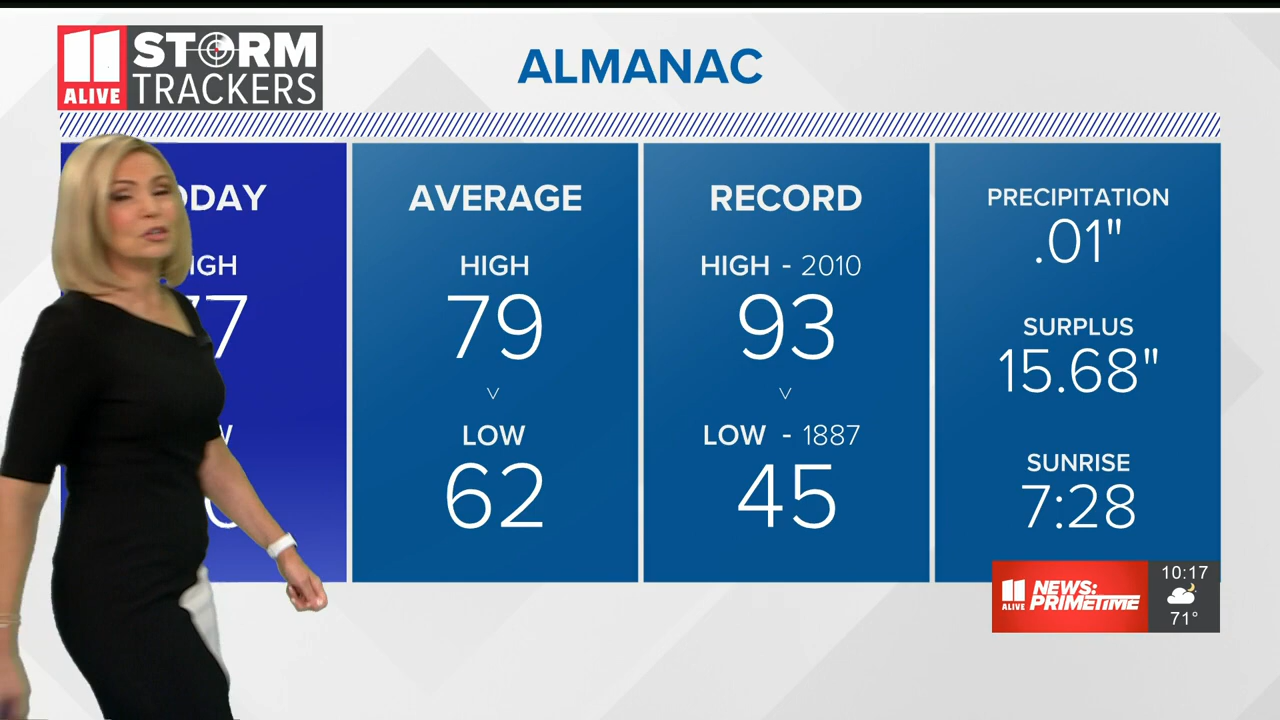 11
ALIVE
STORM
TRACKERS
ALMANAC
AVERAGE
HIGH
79
LOW
62
RECORD
HIGH - 2010
93
LOW - 1887
45
PRECIPITATION
.01"
SURPLUS
15.68"
SUNRISE
7:28
11
ALIVE
NEWS:
PRIMETIME
10:17
71°